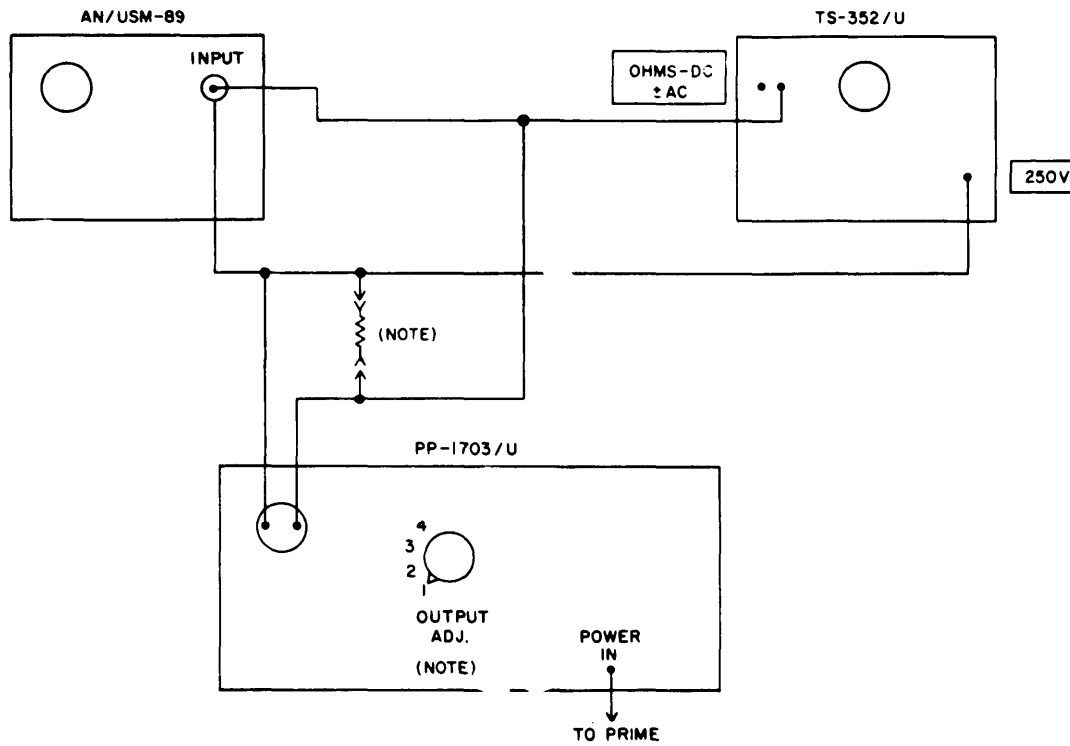 AN/USM-89
TS-352/U
INPUT
OHMS-DC
± AC
250V
(NOTE)
PP-1703/U
4
3
2
1
OUTPUT
ADJ.
(NOTE)
POWER
IN
TO PRIME